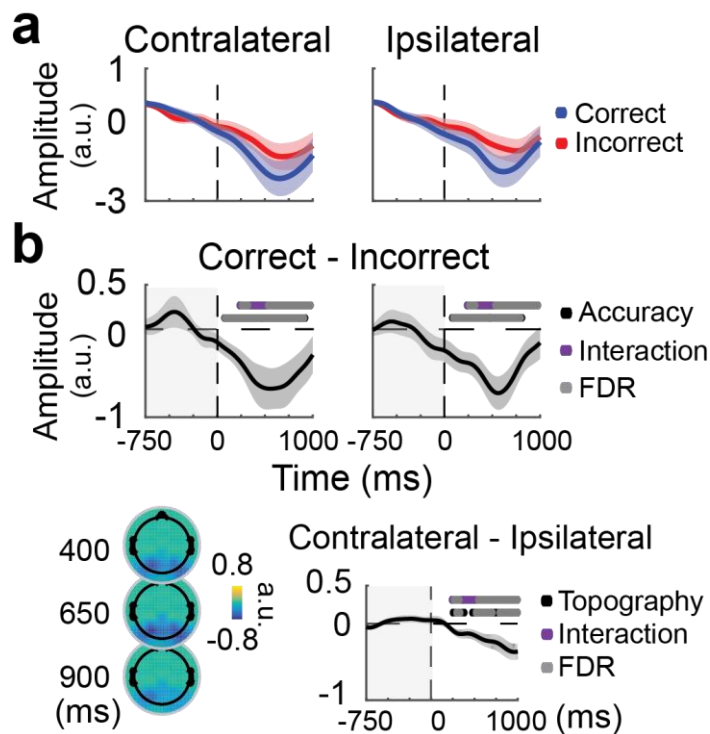 a
Contralateral Ipsilateral
Amplitude
(a.u.)
1
0
-3
Correct
Incorrect
b
Correct - Incorrect
Amplitude
(a.u.)
0.5
0
-1
Accuracy
Interaction
FDR
-750 0 1000 -750 0 1000
Time (ms)
400
650
900
(ms)
0.8
a.u.
-0.8
Contralateral - Ipsilateral
0.5
0
-1
Topography
Interaction
FDR
-750 0 1000 (ms)